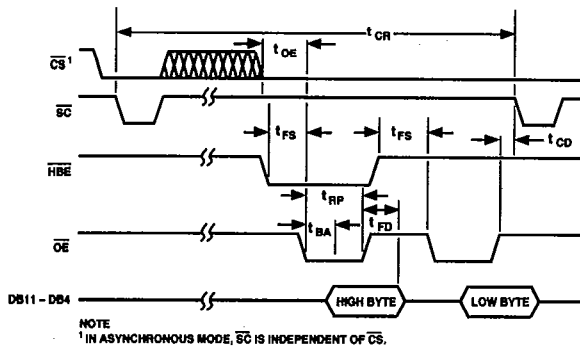 t CR
t OE
CS 1
SC
t FS
t FS
t CD
HBE
t RP
t BA
t FD
OE
DB11 – DB4
HIGH BYTE
LOW BYTE
NOTE
1 IN ASYNCHRONOUS MODE, SC IS INDEPENDENT OF CS.